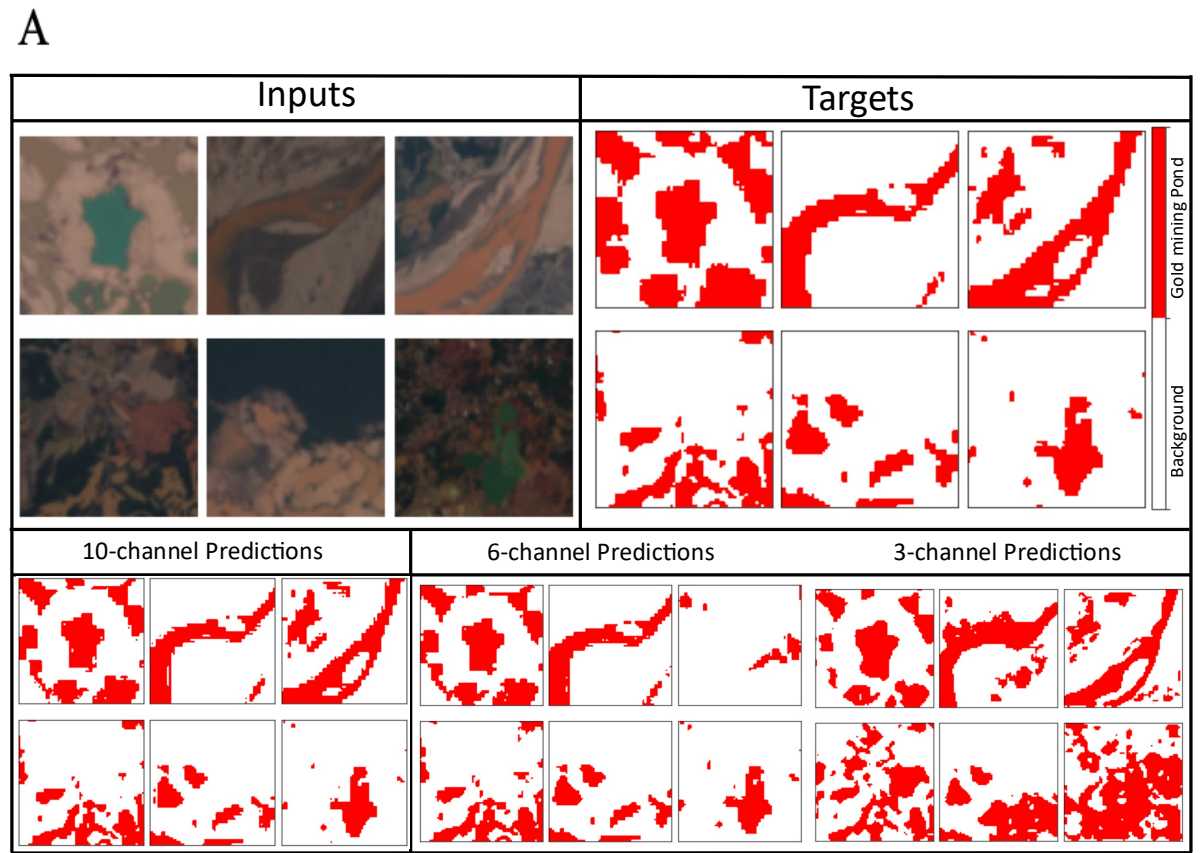 A
Inputs
Targets
Gold mining Pond
Background
10-channel Predictions
6-channel Predictions
3-channel Predictions